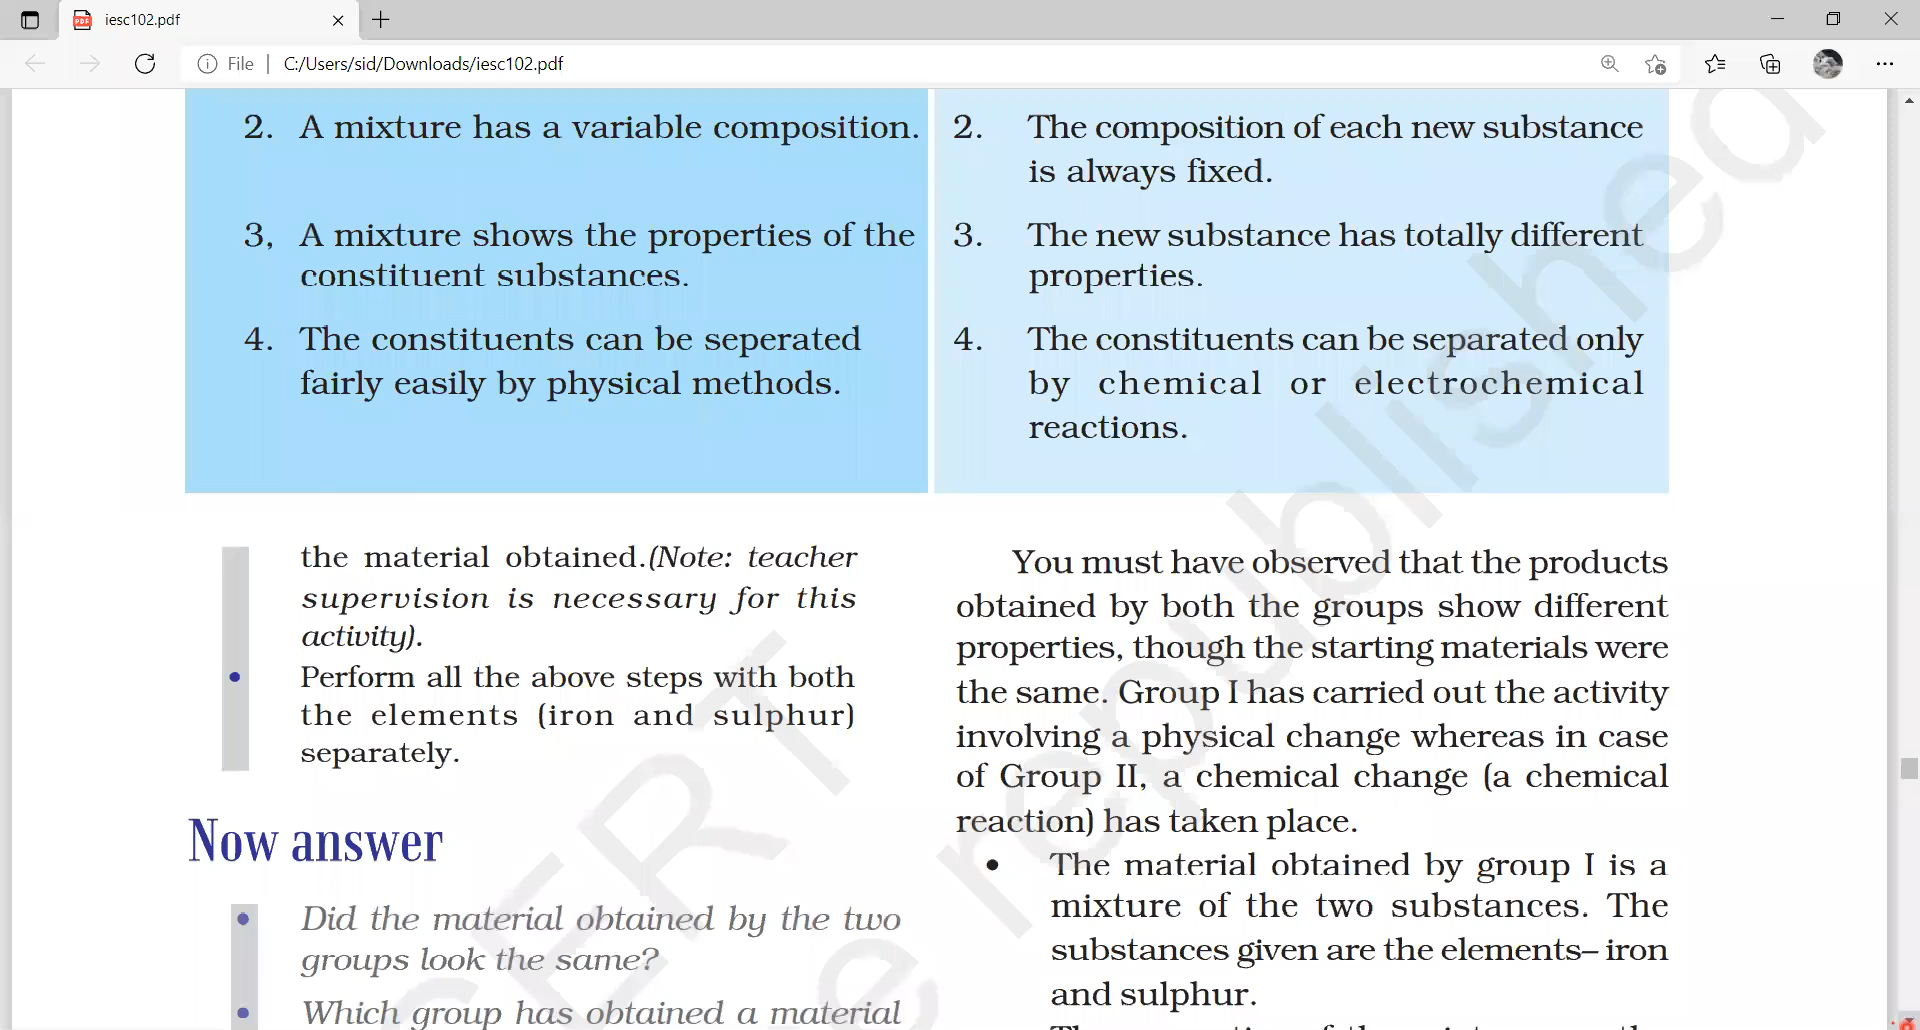 iesc102.pdf
File
C:/Users/sid/Downloads/iesc102.pdf
2. A mixture has a variable composition.
3, A mixture shows the properties of the
constituent substances.
4. The constituents can be seperated
fairly easily by physical methods.
2. The composition of each new substance
is always fixed.
3. The new substance has totally different
properties.
4. The constituents can be separated only
by chemical or electrochemical
reactions.
the material obtained.(Note: teacher
supervision is necessary for this
activity).
• Perform all the above steps with both
the elements (iron and sulphur)
separately.
Now answer
• Did the material obtained by the two
groups look the same?
• Which group has obtained a material
You must have observed that the products
obtained by both the groups show different
properties, though the starting materials were
the same. Group I has carried out the activity
involving a physical change whereas in case
of Group II, a chemical change (a chemical
reaction) has taken place.
• The material obtained by group I is a
mixture of the two substances. The
substances given are the elements– iron
and sulphur.